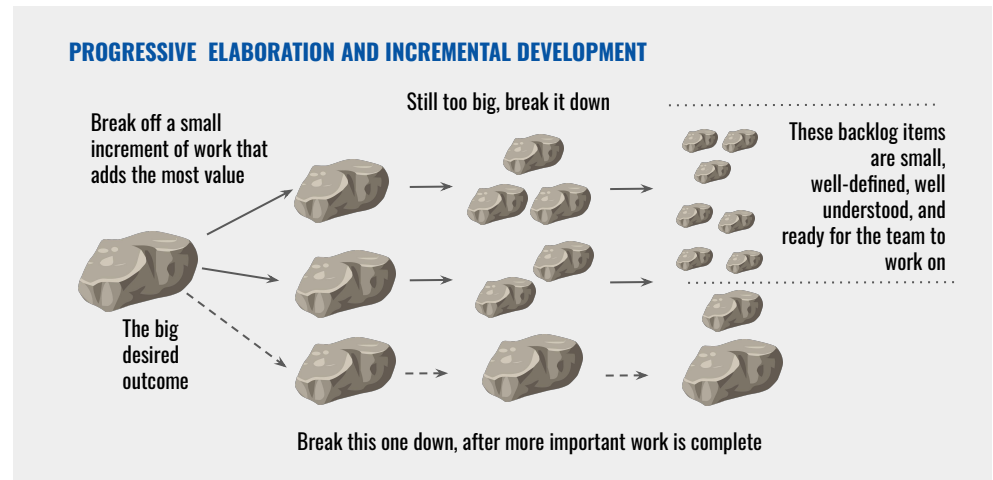 PROGRESSIVE ELABORATION AND INCREMENTAL DEVELOPMENT
Still too big, break it down
Break off a small
increment of work that
adds the most value
These backlog items
are small,
well-defined, well
understood, and
ready for the team to
work on
The big
desired
outcome
Break this one down, after more important work is complete